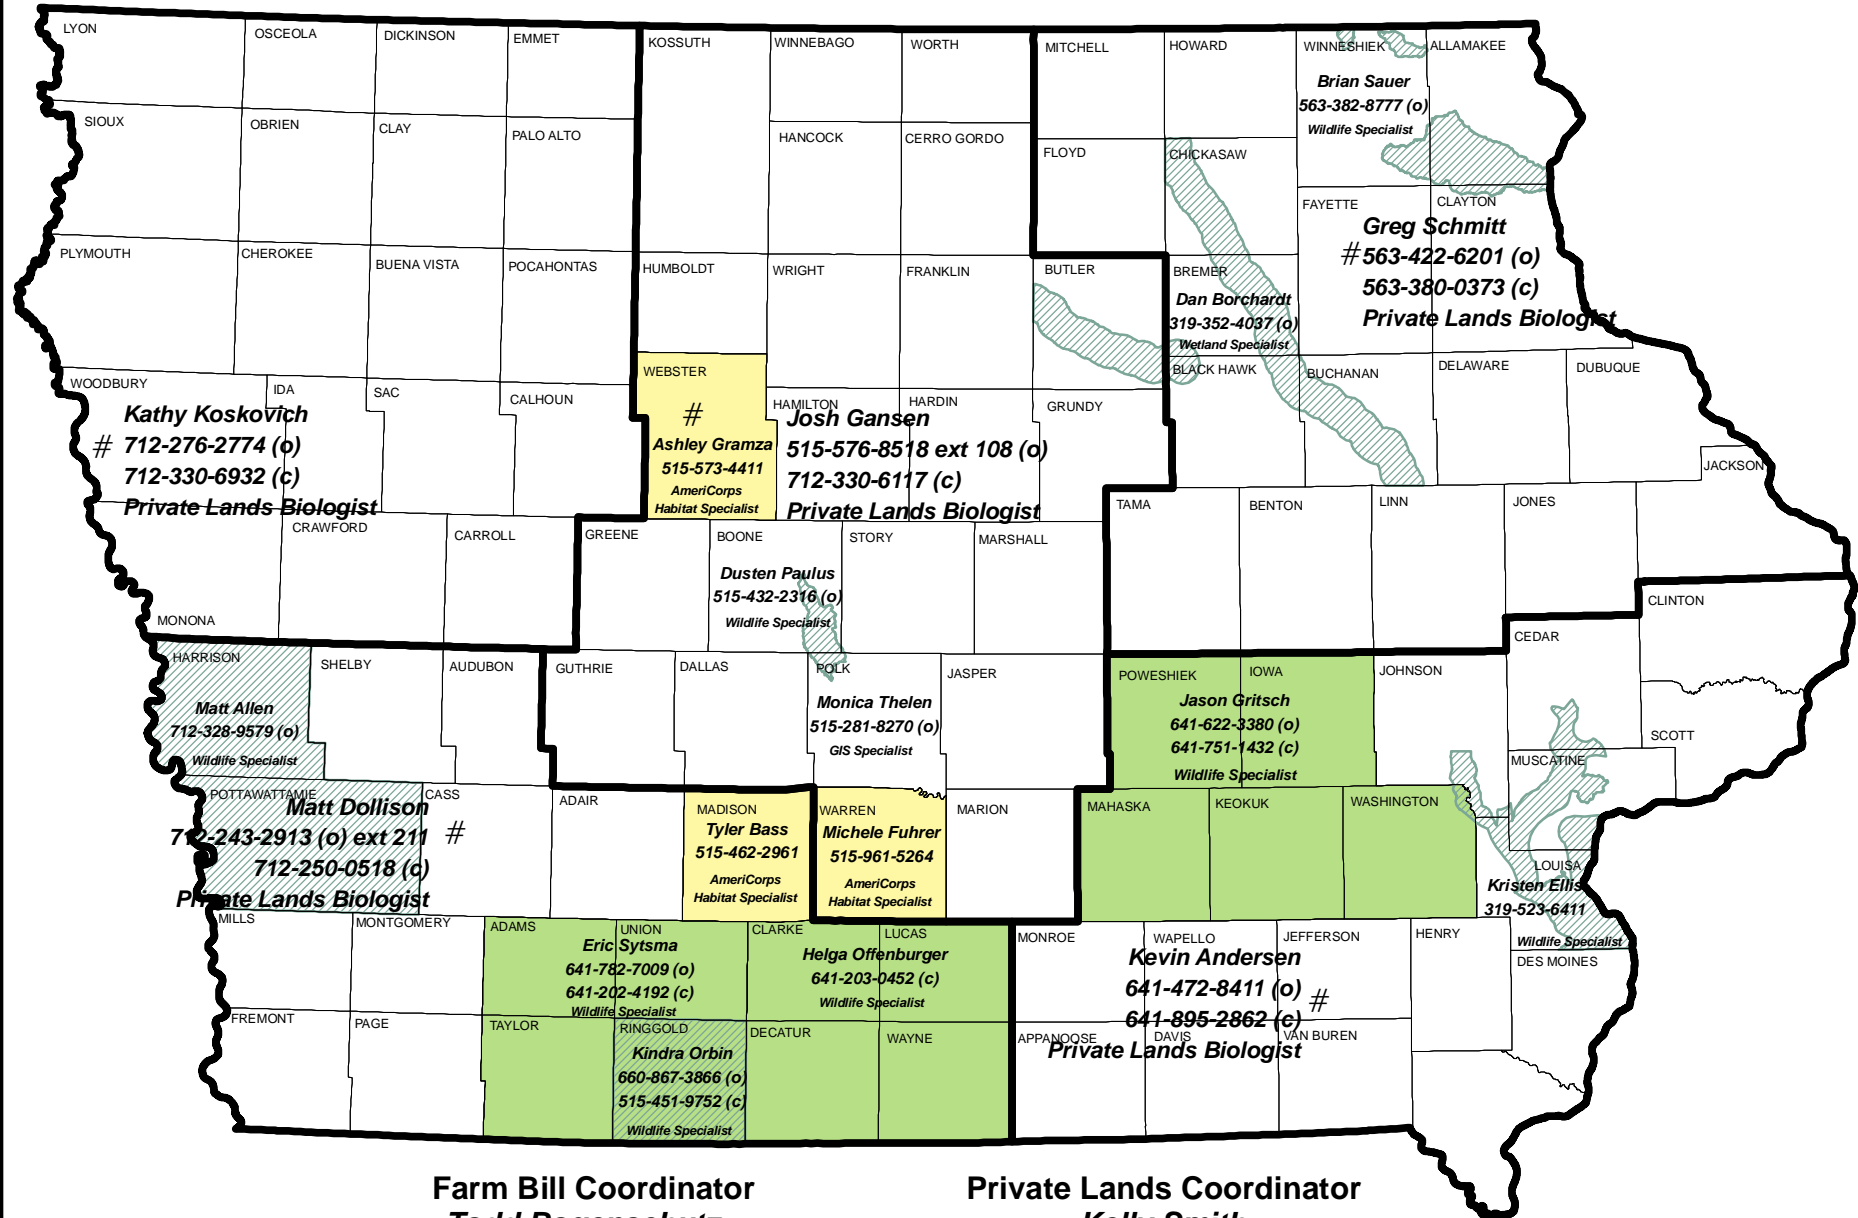 LYON
OSCEOLA
DICKINSON
EMMET
KOSSUTH
WINNEBAGO
WORTH
MITCHELL
HOWARD
WINNESHIEK
ALLAMAKEE
Brian Sauer
563-382-8777 (o)
Wildlife Specialist
SIOUX
OBRIEN
CLAY
PALO ALTO
HANCOCK
CERRO GORDO
FLOYD
CHICKASAW
FAYETTE
CLAYTON
Greg Schmitt
#563-422-6201 (o)
563-380-0373 (c)
Private Lands Biologist
PLYMOUTH
CHEROKEE
BUENA VISTA
POCAHONTAS
HUMBOLDT
WRIGHT
FRANKLIN
BUTLER
BREMER
Dan Borchardt
319-352-4037 (o)
Wetland Specialist
WOODBURY
IDA
SAC
CALHOUN
WEBSTER
HAMILTON
HARDIN
GRUNDY
BLACK HAWK
BUCHANAN
DELAWARE
DUBUQUE
JACKSON
Kathy Koskovich
# 712-276-2774 (o)
712-330-6932 (c)
Private Lands Biologist
#
Ashley Gramza
515-573-4411
AmeriCorps
Habitat Specialist
Josh Gansen
515-576-8518 ext 108 (o)
712-330-6117 (c)
Private Lands Biologist
MONONA
CRAWFORD
CARROLL
GREENE
BOONE
STORY
MARSHALL
TAMA
BENTON
LINN
JONES
CLINTON
CEDAR
Dusten Paulus
515-432-2316 (o)
Wildlife Specialist
HARRISON
SHELBY
AUDUBON
GUTHRIE
DALLAS
POLK
JASPER
POWESHIEK
IOWA
JOHNSON
SCOTT
MUSCATINE
Matt Allen
712-328-9579 (o)
Wildlife Specialist
Monica Thelen
515-281-8270 (o)
GIS Specialist
Jason Gritsch
641-622-3380 (o)
641-751-1432 (c)
Wildlife Specialist
POTTAWATTAMIE
CASS
ADAIR
MADISON
WARREN
MARION
MAHASKA
KEOKUK
WASHINGTON
LOUISA
Matt Dollison
712-243-2913 (o) ext 211 #
712-250-0518 (c)
Private Lands Biologist
Tyler Bass
515-462-2961
AmeriCorps
Habitat Specialist
Michele Fuhrer
515-961-5264
AmeriCorps
Habitat Specialist
Kristen Ellis
319-523-6411
Wildlife Specialist
MILLS
MONTGOMERY
ADAMS
UNION
CLARKE
LUCAS
MONROE
WAPELLO
JEFFERSON
HENRY
DES MOINES
Eric Sytsma
641-782-7009 (o)
641-202-4192 (c)
Wildlife Specialist
Helga Offenburger
641-203-0452 (c)
Wildlife Specialist
Kevin Andersen
641-472-8411 (o) #
641-895-2862 (c)
Private Lands Biologist
FREMONT
PAGE
TAYLOR
RINGGOLD
DECATUR
WAYNE
APPANOOSE
DAVIS
VAN BUREN
Kindra Orbin
660-867-3866 (o)
515-451-9752 (c)
Wildlife Specialist
Farm Bill Coordinator
Todd Bogenschutz
Private Lands Coordinator
Kelly Smith